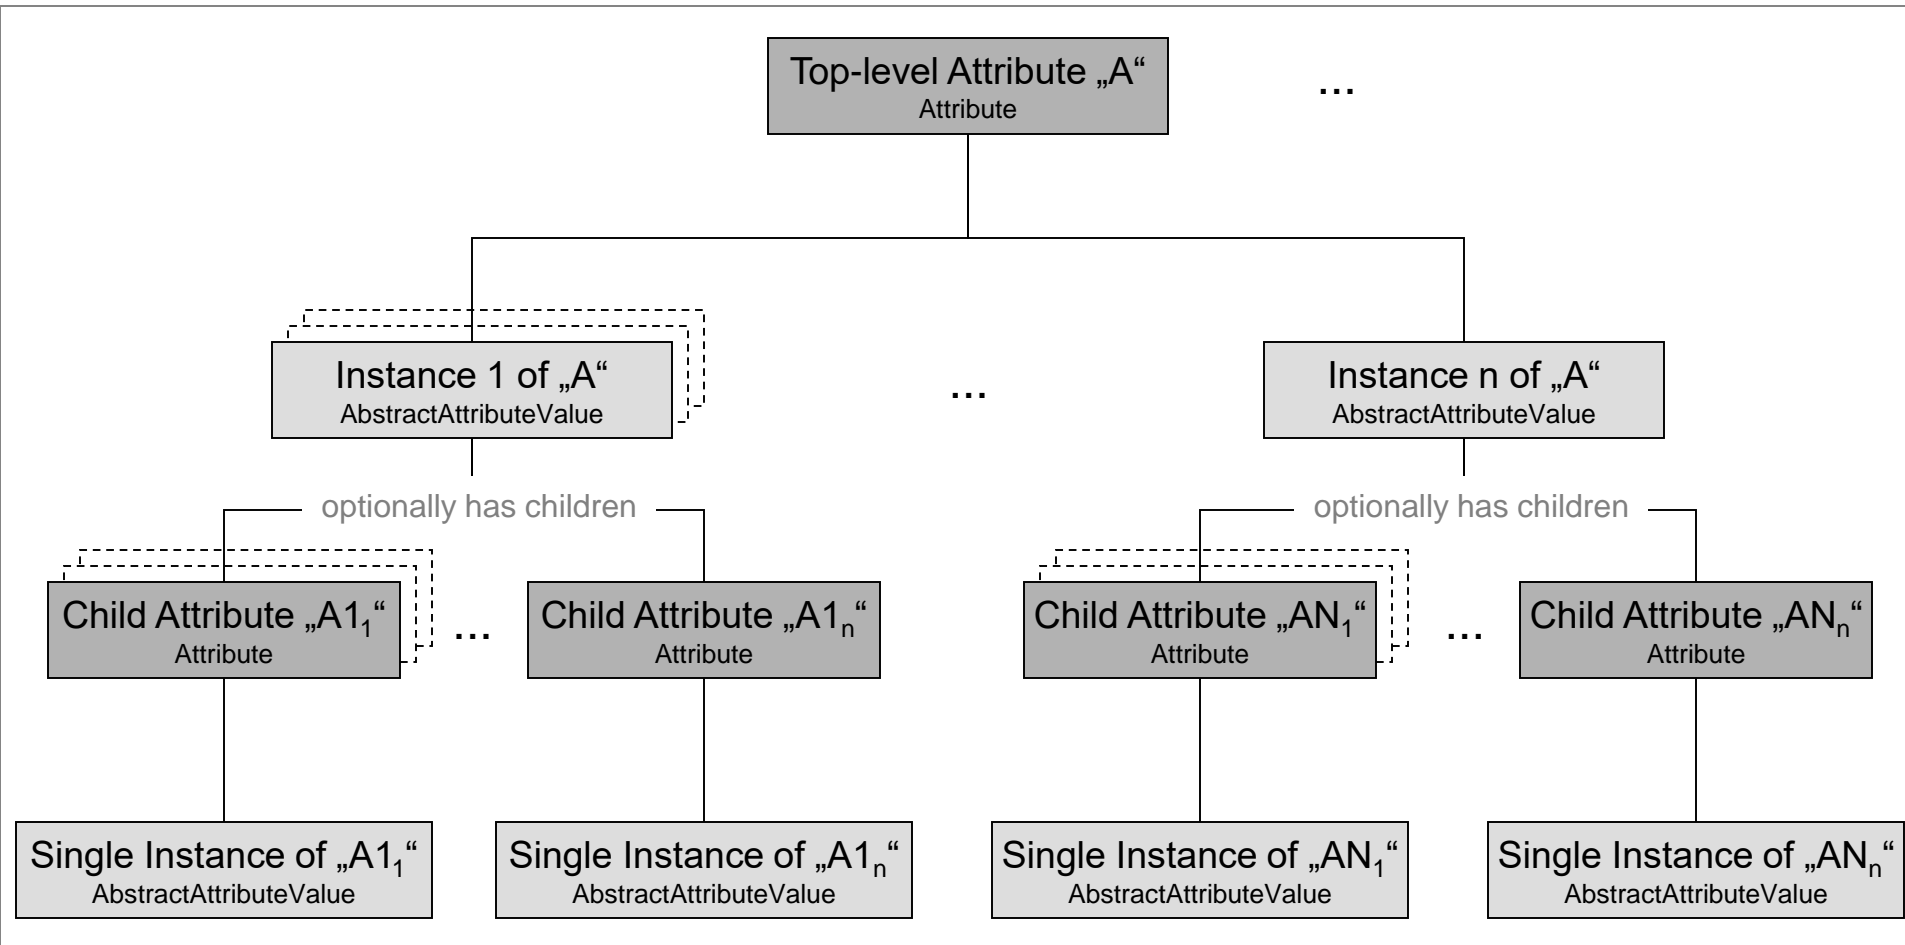 Top-level Attribute „A“
Attribute
...
Instance 1 of „A“
AbstractAttributeValue
...
Instance n of „A“
AbstractAttributeValue
optionally has children
optionally has children
Child Attribute „A1₁“
Attribute
...
Child Attribute „A1ₙ“
Attribute
Child Attribute „AN₁“
Attribute
...
Child Attribute „ANₙ“
Attribute
Single Instance of „A1₁“
AbstractAttributeValue
Single Instance of „A1ₙ“
AbstractAttributeValue
Single Instance of „AN₁“
AbstractAttributeValue
Single Instance of „ANₙ“
AbstractAttributeValue